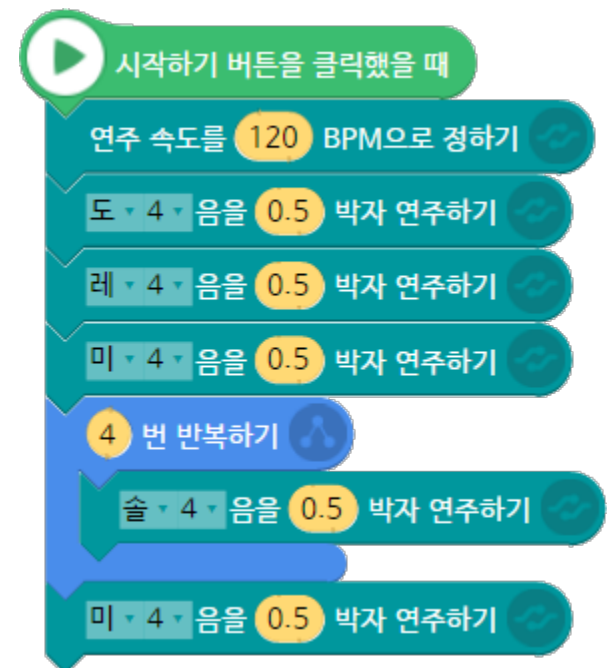 시작하기 버튼을 클릭했을 때
연주 속도를 120 BPM으로 정하기
도 4 음을 0.5 박자 연주하기
레 4 음을 0.5 박자 연주하기
미 4 음을 0.5 박자 연주하기
4 번 반복하기
솔 4 음을 0.5 박자 연주하기
미 4 음을 0.5 박자 연주하기